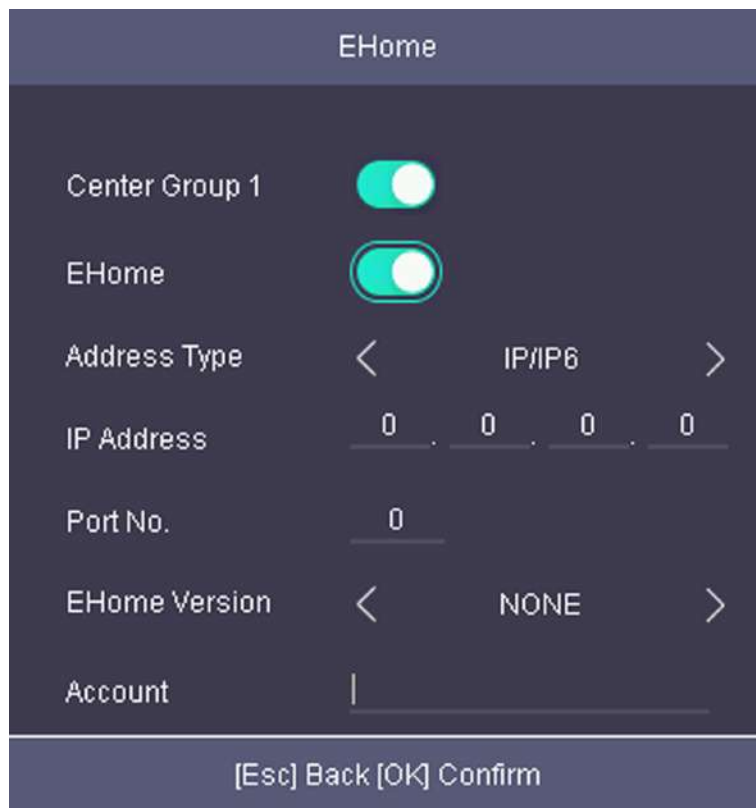 EHome
Center Group 1
EHome
Address Type < IP/IP6 >
IP Address 0 . 0 . 0 . 0
Port No. 0
EHome Version < NONE >
Account
[Esc] Back [OK] Confirm